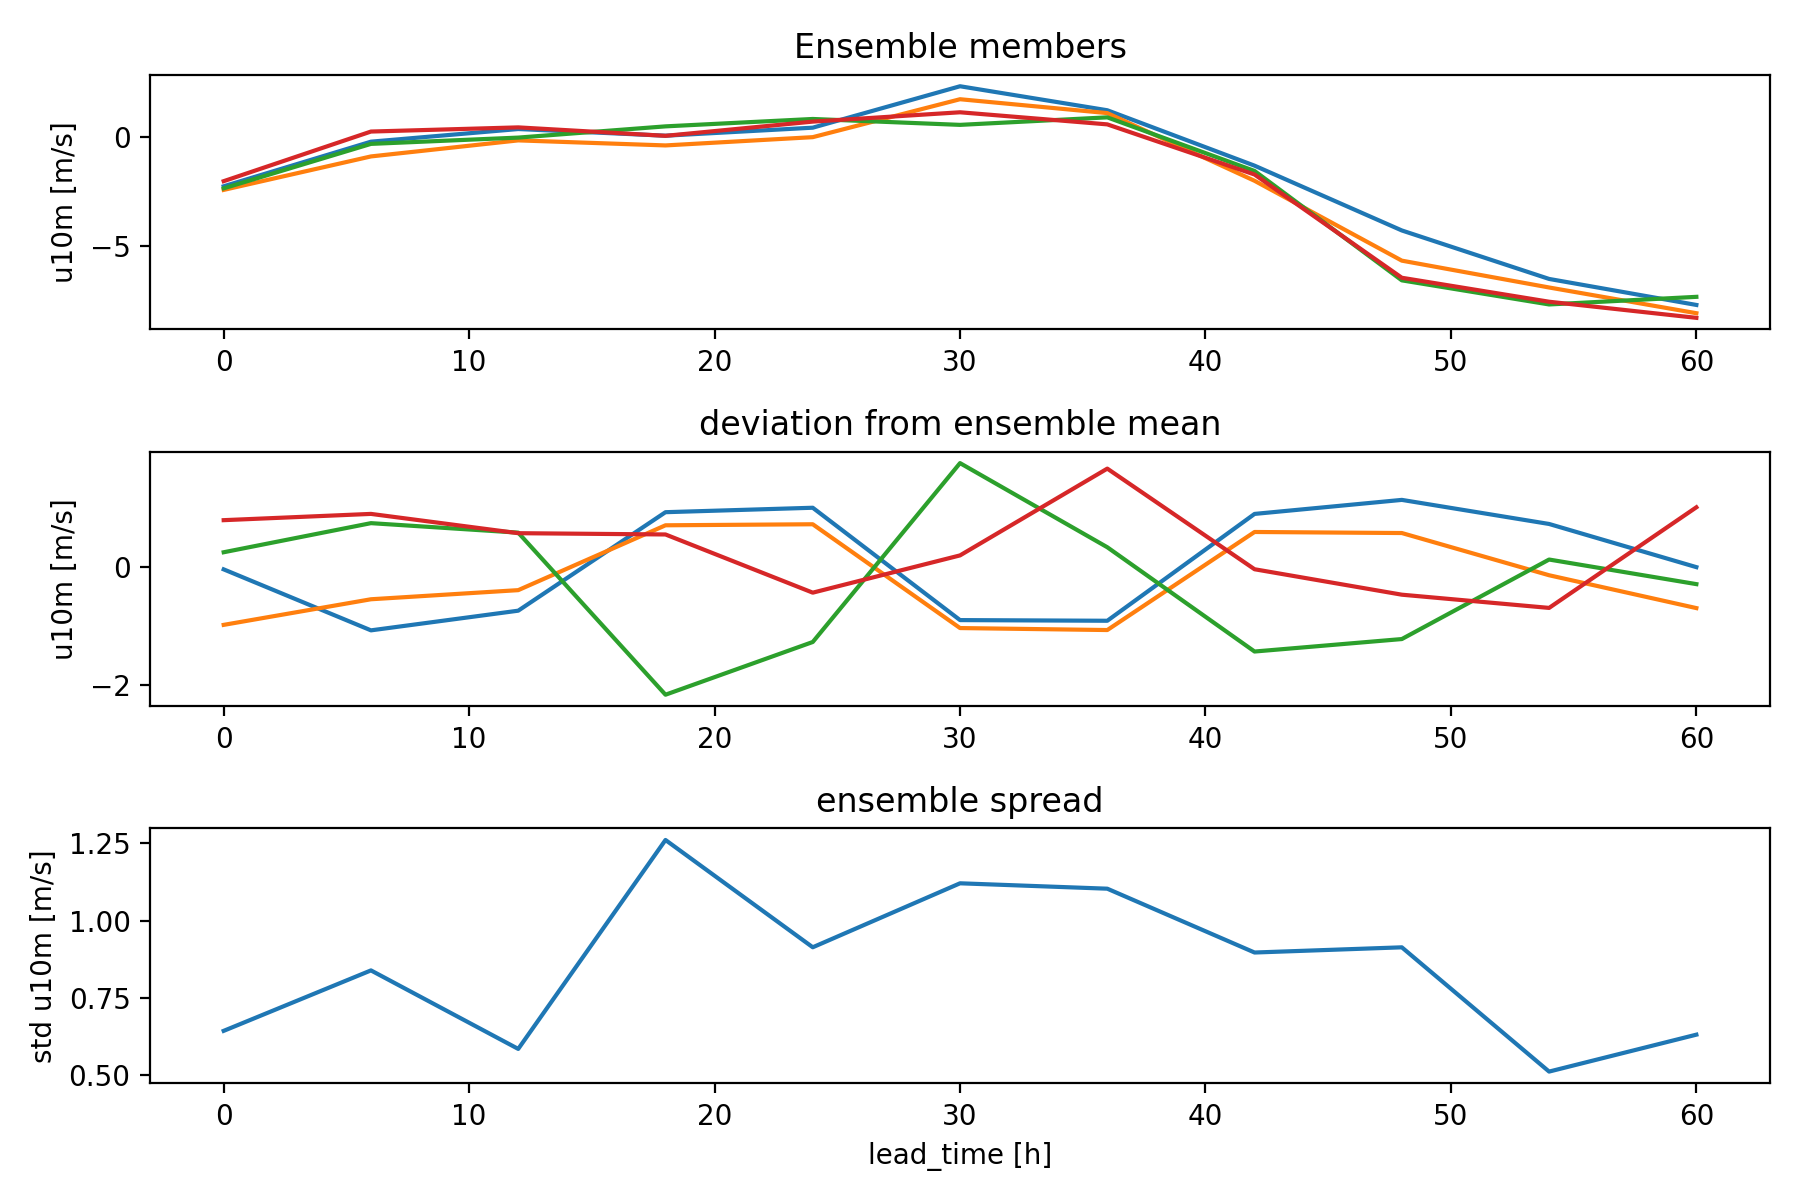 Ensemble members
u10m [m/s]
0
−5
0 10 20 30 40 50 60
deviation from ensemble mean
u10m [m/s]
0
−2
0 10 20 30 40 50 60
ensemble spread
std u10m [m/s]
1.25
1.00
0.75
0.50
0 10 20 30 40 50 60
lead_time [h]